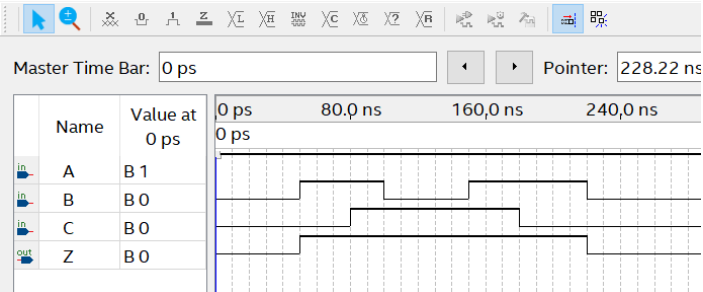 Master Time Bar: 0 ps Pointer: 228.22 ns
Name Value at 0 ps
0 ps 80.0 ns 160,0 ns 240,0 ns
0 ps
in A B 1
in B B 0
in C B 0
out Z B 0